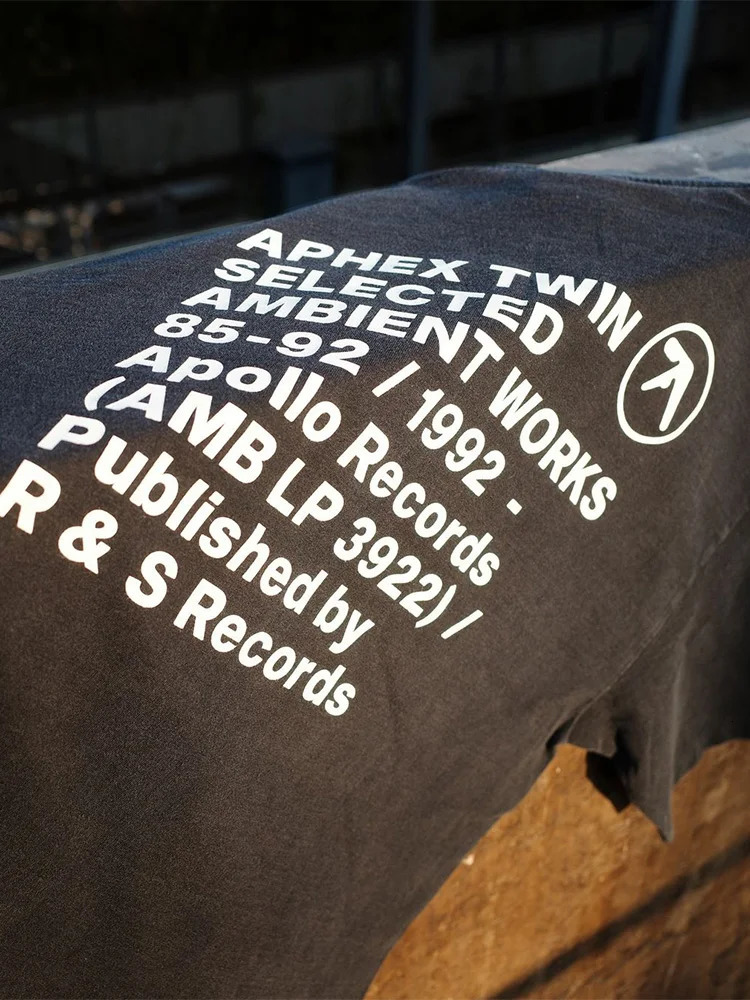 APHEX TWIN
SELECTED
AMBIENT WORKS
85-92 / 1992 -
Apollo Records
(AMB LP 3922) /
Published by
R & S Records